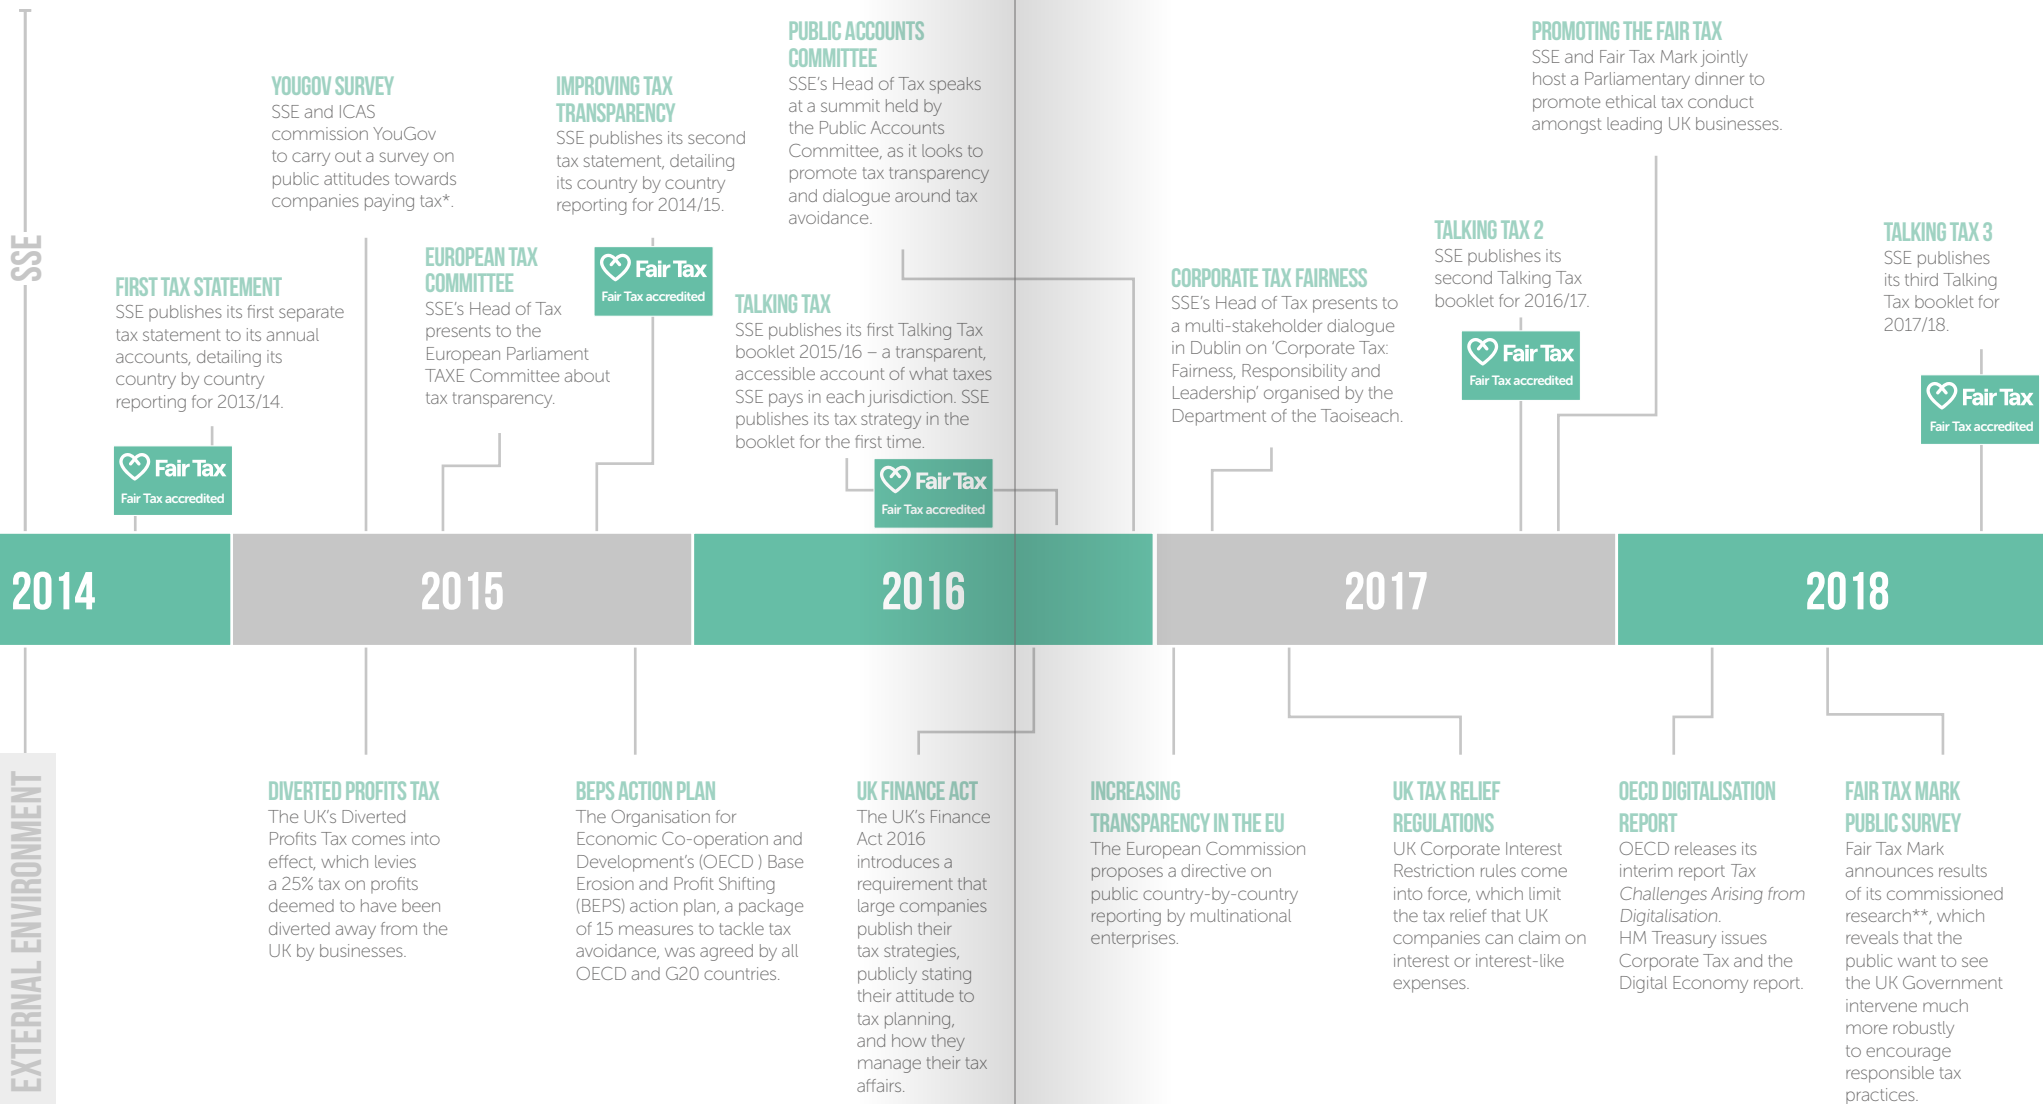 SSE
FIRST TAX STATEMENT
SSE publishes its first separate
tax statement to its annual
accounts, detailing its
country by country
reporting for 2013/14.
Fair Tax
Fair Tax accredited
YOUGOV SURVEY
SSE and ICAS
commission YouGov
to carry out a survey on
public attitudes towards
companies paying tax*.
EUROPEAN TAX
COMMITTEE
SSE's Head of Tax
presents to the
European Parliament
TAXE Committee about
tax transparency.
IMPROVING TAX
TRANSPARENCY
SSE publishes its second
tax statement, detailing
its country by country
reporting for 2014/15.
Fair Tax
Fair Tax accredited
TALKING TAX
SSE publishes its first Talking Tax
booklet 2015/16 – a transparent,
accessible account of what taxes
SSE pays in each jurisdiction. SSE
publishes its tax strategy in the
booklet for the first time.
Fair Tax
Fair Tax accredited
PUBLIC ACCOUNTS
COMMITTEE
SSE's Head of Tax speaks
at a summit held by
the Public Accounts
Committee, as it looks to
promote tax transparency
and dialogue around tax
avoidance.
CORPORATE TAX FAIRNESS
SSE's Head of Tax presents to
a multi-stakeholder dialogue
in Dublin on 'Corporate Tax:
Fairness, Responsibility and
Leadership' organised by the
Department of the Taoiseach.
TALKING TAX 2
SSE publishes its
second Talking Tax
booklet for 2016/17.
Fair Tax
Fair Tax accredited
PROMOTING THE FAIR TAX
SSE and Fair Tax Mark jointly
host a Parliamentary dinner to
promote ethical tax conduct
amongst leading UK businesses.
TALKING TAX 3
SSE publishes
its third Talking
Tax booklet for
2017/18.
Fair Tax
Fair Tax accredited
2014
2015
2016
2017
2018
EXTERNAL ENVIRONMENT
DIVERTED PROFITS TAX
The UK's Diverted
Profits Tax comes into
effect, which levies
a 25% tax on profits
deemed to have been
diverted away from the
UK by businesses.
BEPS ACTION PLAN
The Organisation for
Economic Co-operation and
Development's (OECD ) Base
Erosion and Profit Shifting
(BEPS) action plan, a package
of 15 measures to tackle tax
avoidance, was agreed by all
OECD and G20 countries.
UK FINANCE ACT
The UK's Finance
Act 2016
introduces a
requirement that
large companies
publish their
tax strategies,
publicly stating
their attitude to
tax planning,
and how they
manage their tax
affairs.
INCREASING
TRANSPARENCY IN THE EU
The European Commission
proposes a directive on
public country-by-country
reporting by multinational
enterprises.
UK TAX RELIEF
REGULATIONS
UK Corporate Interest
Restriction rules come
into force, which limit
the tax relief that UK
companies can claim on
interest or interest-like
expenses.
OECD DIGITALISATION
REPORT
OECD releases its
interim report Tax
Challenges Arising from
Digitalisation.
HM Treasury issues
Corporate Tax and the
Digital Economy report.
FAIR TAX MARK
PUBLIC SURVEY
Fair Tax Mark
announces results
of its commissioned
research**, which
reveals that the
public want to see
the UK Government
intervene much
more robustly
to encourage
responsible tax
practices.